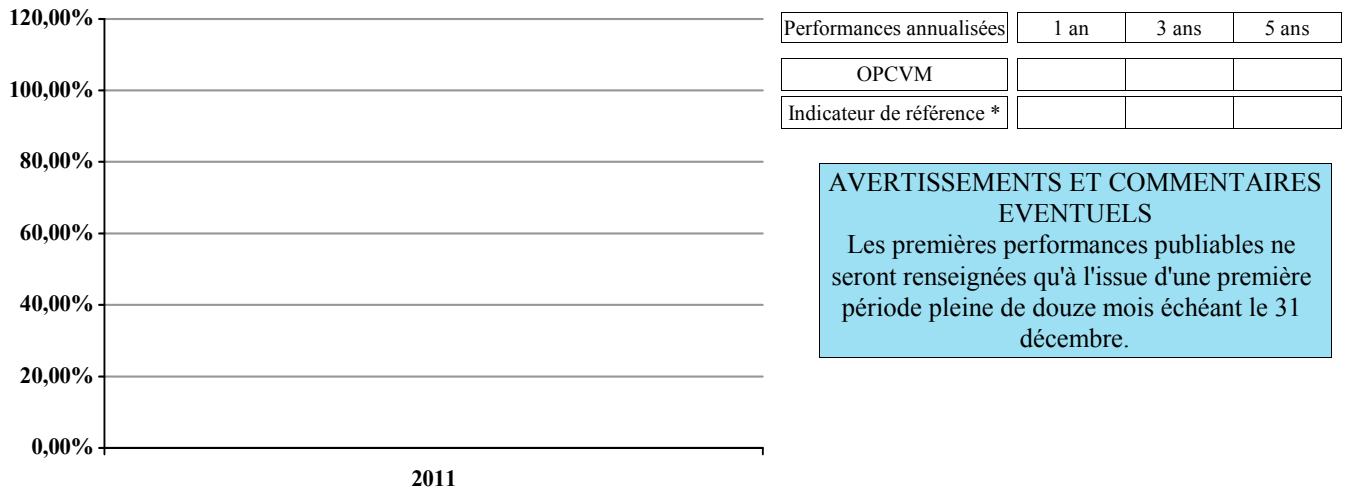 120,00%
100,00%
80,00%
60,00%
40,00%
20,00%
0,00%
2011
Performances annualisées 1 an 3 ans 5 ans
OPCVM
Indicateur de référence *
AVERTISSEMENTS ET COMMENTAIRES
EVENTUELS
Les premières performances publiables ne
seront renseignées qu'à l'issue d'une première
période pleine de douze mois échéant le 31
décembre.